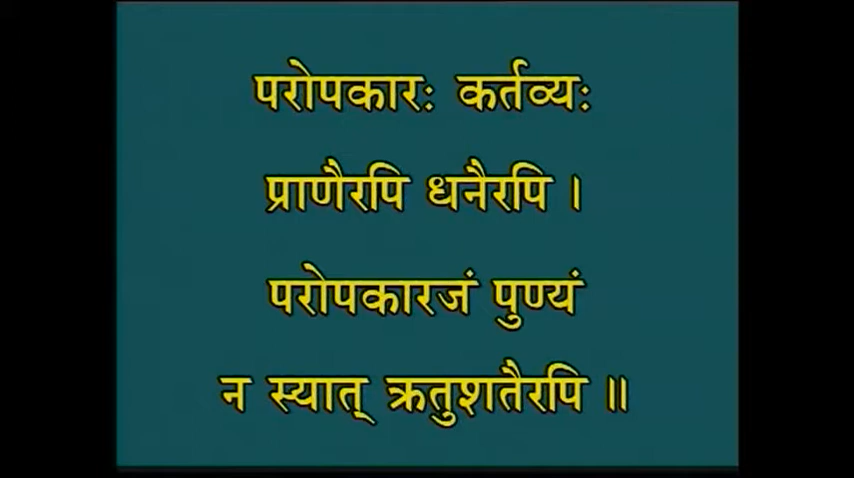 परोपकारः कर्तव्यः
प्राणैरपि धनैरपि ।
परोपकारजं पुण्यं
न स्यात् क्रतुशतैरपि ॥